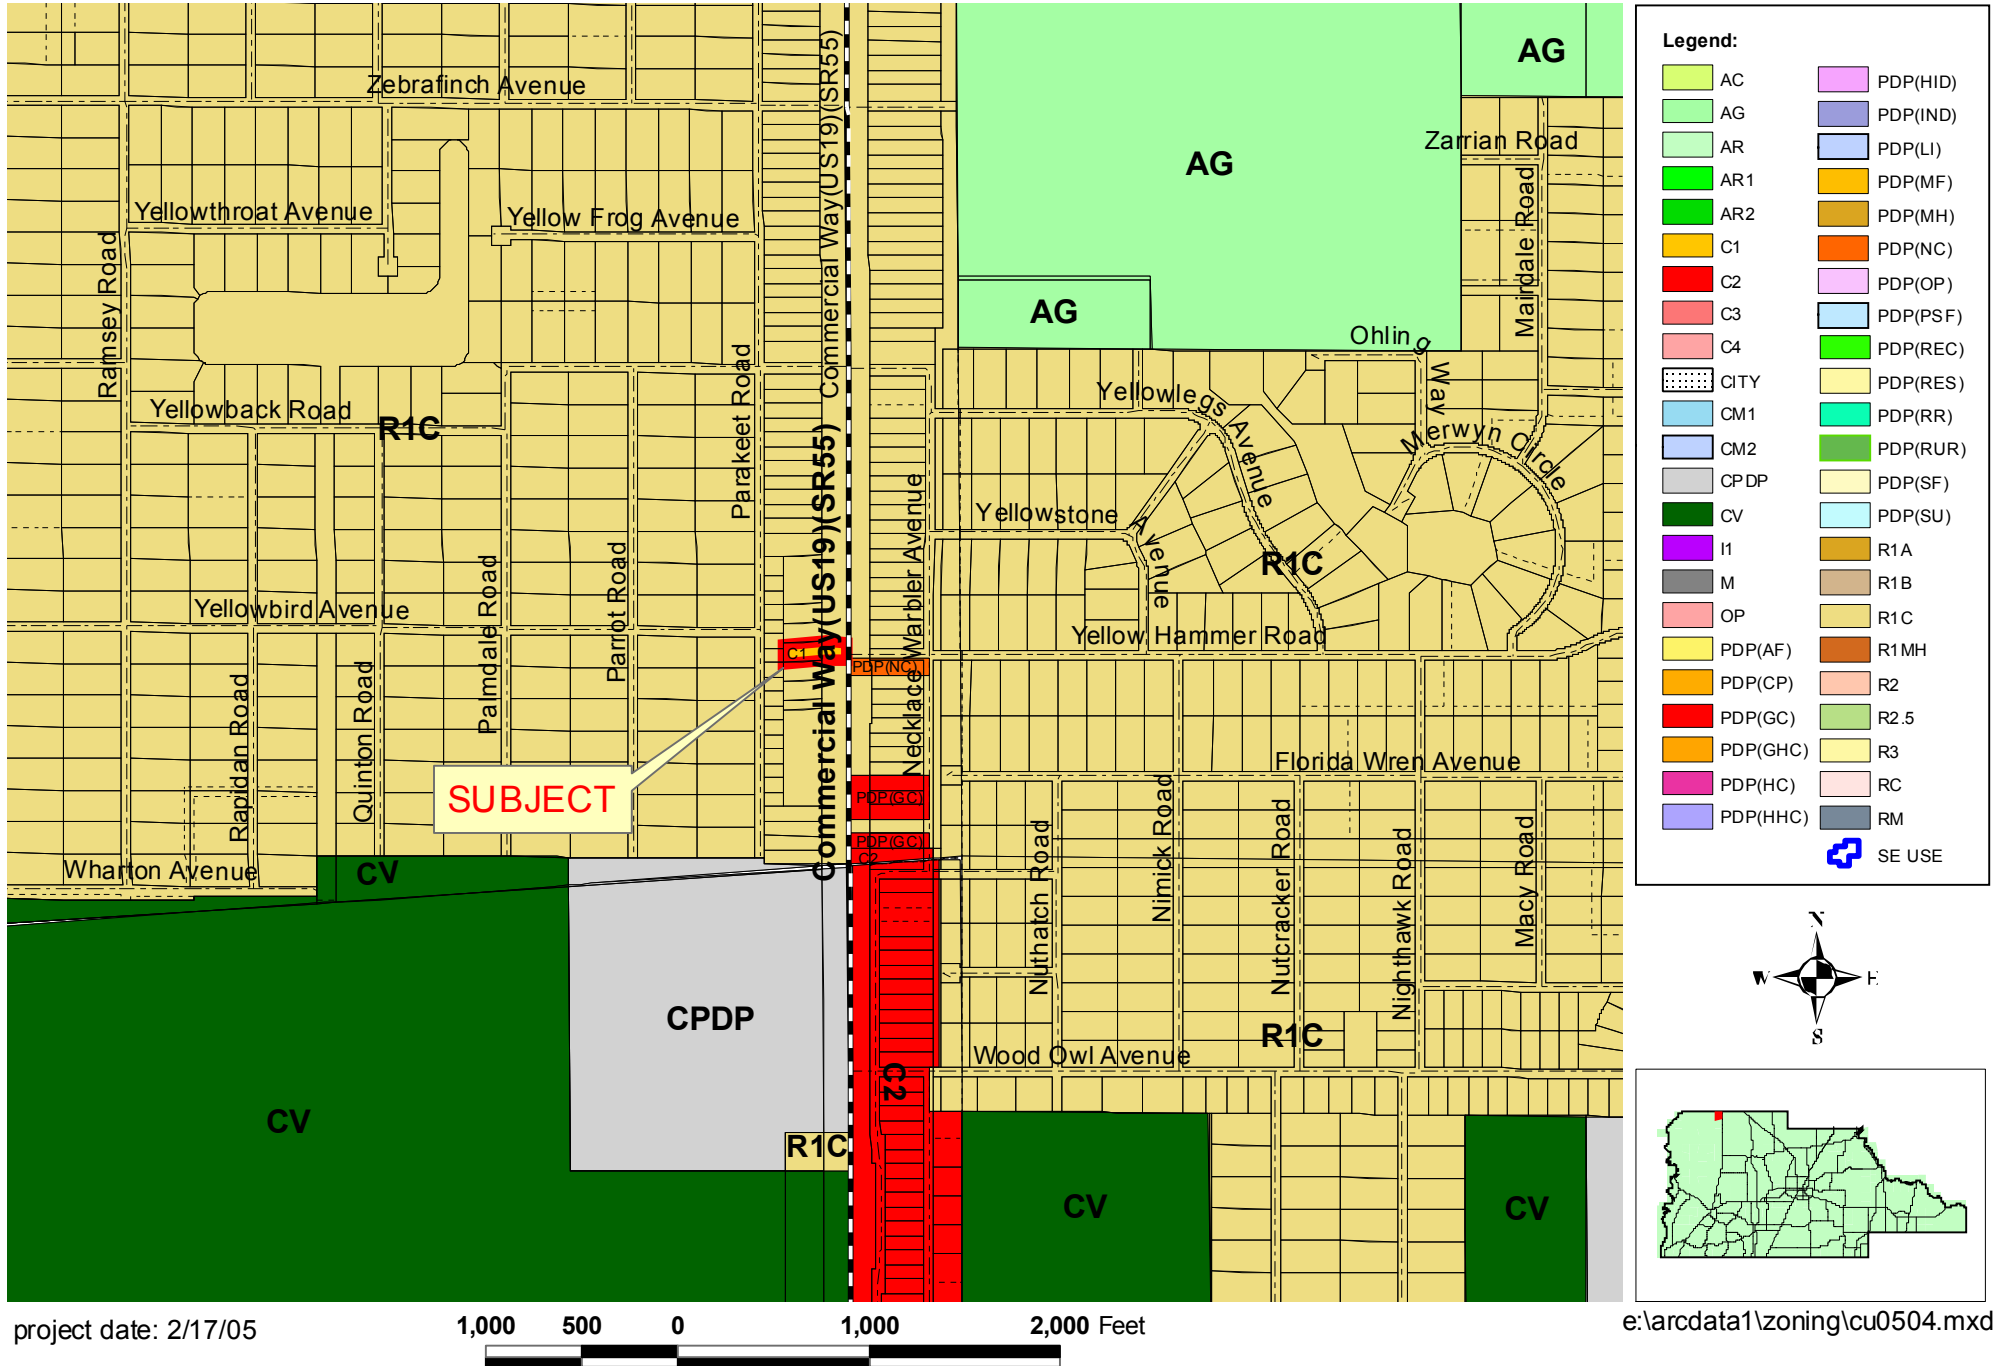 Zebrafinch Avenue
Commercial Way(US19)(SR55)
AG
AG
AG
Zarrian Road
Mairdale Road
Yellowthroat Avenue
Yellow Frog Avenue
Ramsey Road
Ohling Way
Yellowback Road
R1C
Parakeet Road
Yellowlegs Avenue
Merwyn Circle
Commercial Way(US19)(SR55)
Necklace Warbler Avenue
Yellowstone Avenue
R1C
Palmdale Road
Parrot Road
Yellowbird Avenue
Yellow Hammer Road
C1
PDP(NC)
Rapidan Road
Quinton Road
SUBJECT
Florida Wren Avenue
PDP(GC)
PDP(GC)
C2
Nuthatch Road
Nimick Road
Nutcracker Road
Nighthawk Road
Macy Road
Wharton Avenue
CV
CPDP
R1C
Wood Owl Avenue
C2
CV
R1C
CV
CV
Legend:
AC
AG
AR
AR1
AR2
C1
C2
C3
C4
CITY
CM1
CM2
CPDP
CV
I1
M
OP
PDP(AF)
PDP(CP)
PDP(GC)
PDP(GHC)
PDP(HC)
PDP(HHC)
PDP(HID)
PDP(IND)
PDP(LI)
PDP(MF)
PDP(MH)
PDP(NC)
PDP(OP)
PDP(PSF)
PDP(REC)
PDP(RES)
PDP(RR)
PDP(RUR)
PDP(SF)
PDP(SU)
R1A
R1B
R1C
R1MH
R2
R2.5
R3
RC
RM
SE USE
N
W E
S
project date: 2/17/05
1,000 500 0 1,000 2,000 Feet
e:\arcdata1\zoning\cu0504.mxd